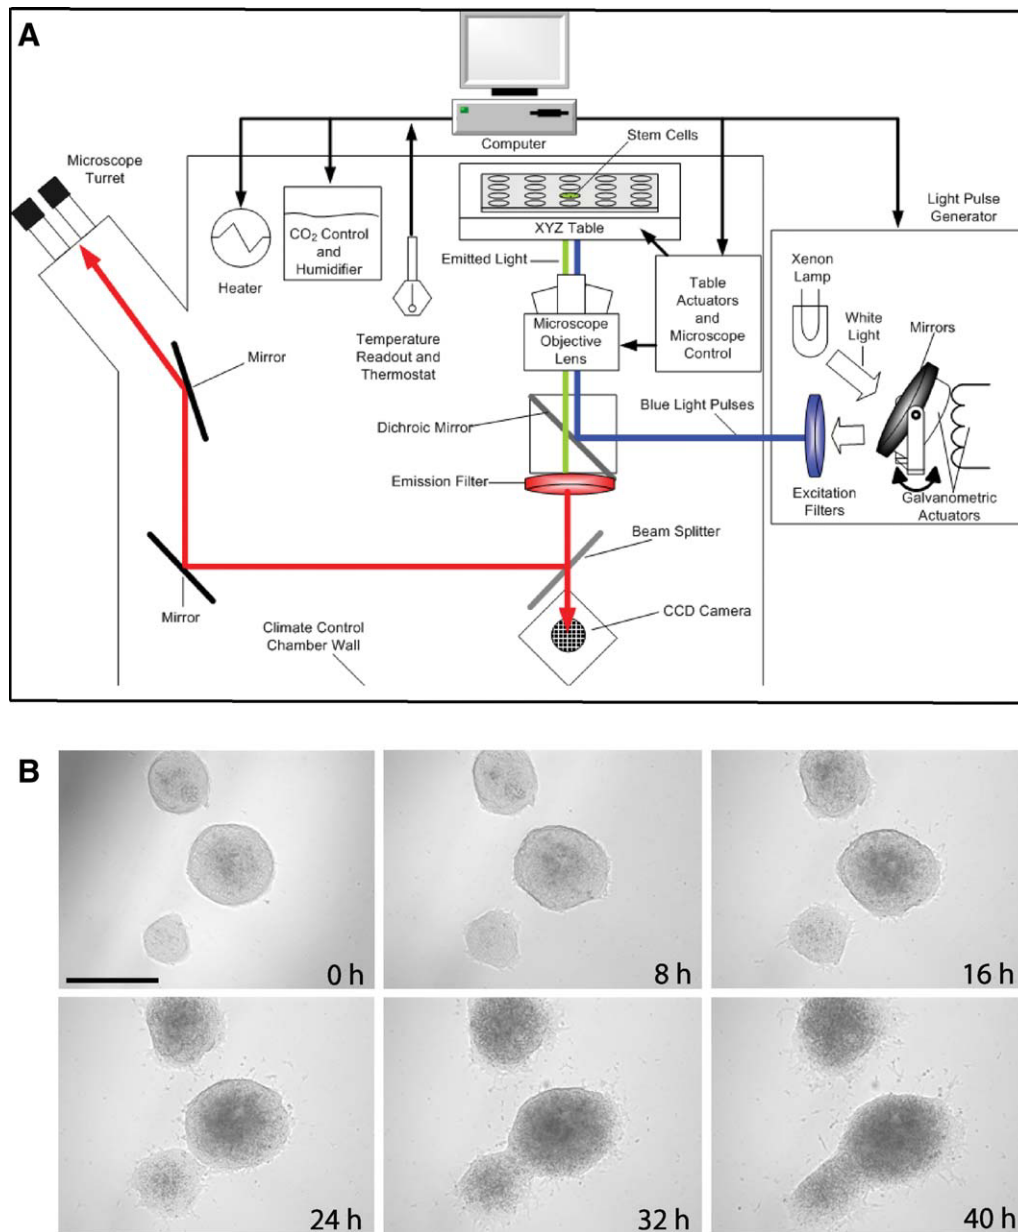 A
Computer
Stem Cells
Microscope
Turret
Light Pulse
Generator
CO2 Control
and
Humidifier
XYZ Table
Emitted Light
Xenon
Lamp
Heater
Table
Actuators
and
Microscope
Control
White
Light
Mirrors
Temperature
Readout and
Thermostat
Microscope
Objective
Lens
Mirror
Blue Light Pulses
Dichroic Mirror
Emission Filter
Excitation
Filters
Galvanometric
Actuators
Beam Splitter
Mirror
CCD Camera
Climate Control
Chamber Wall
B
0 h
8 h
16 h
24 h
32 h
40 h